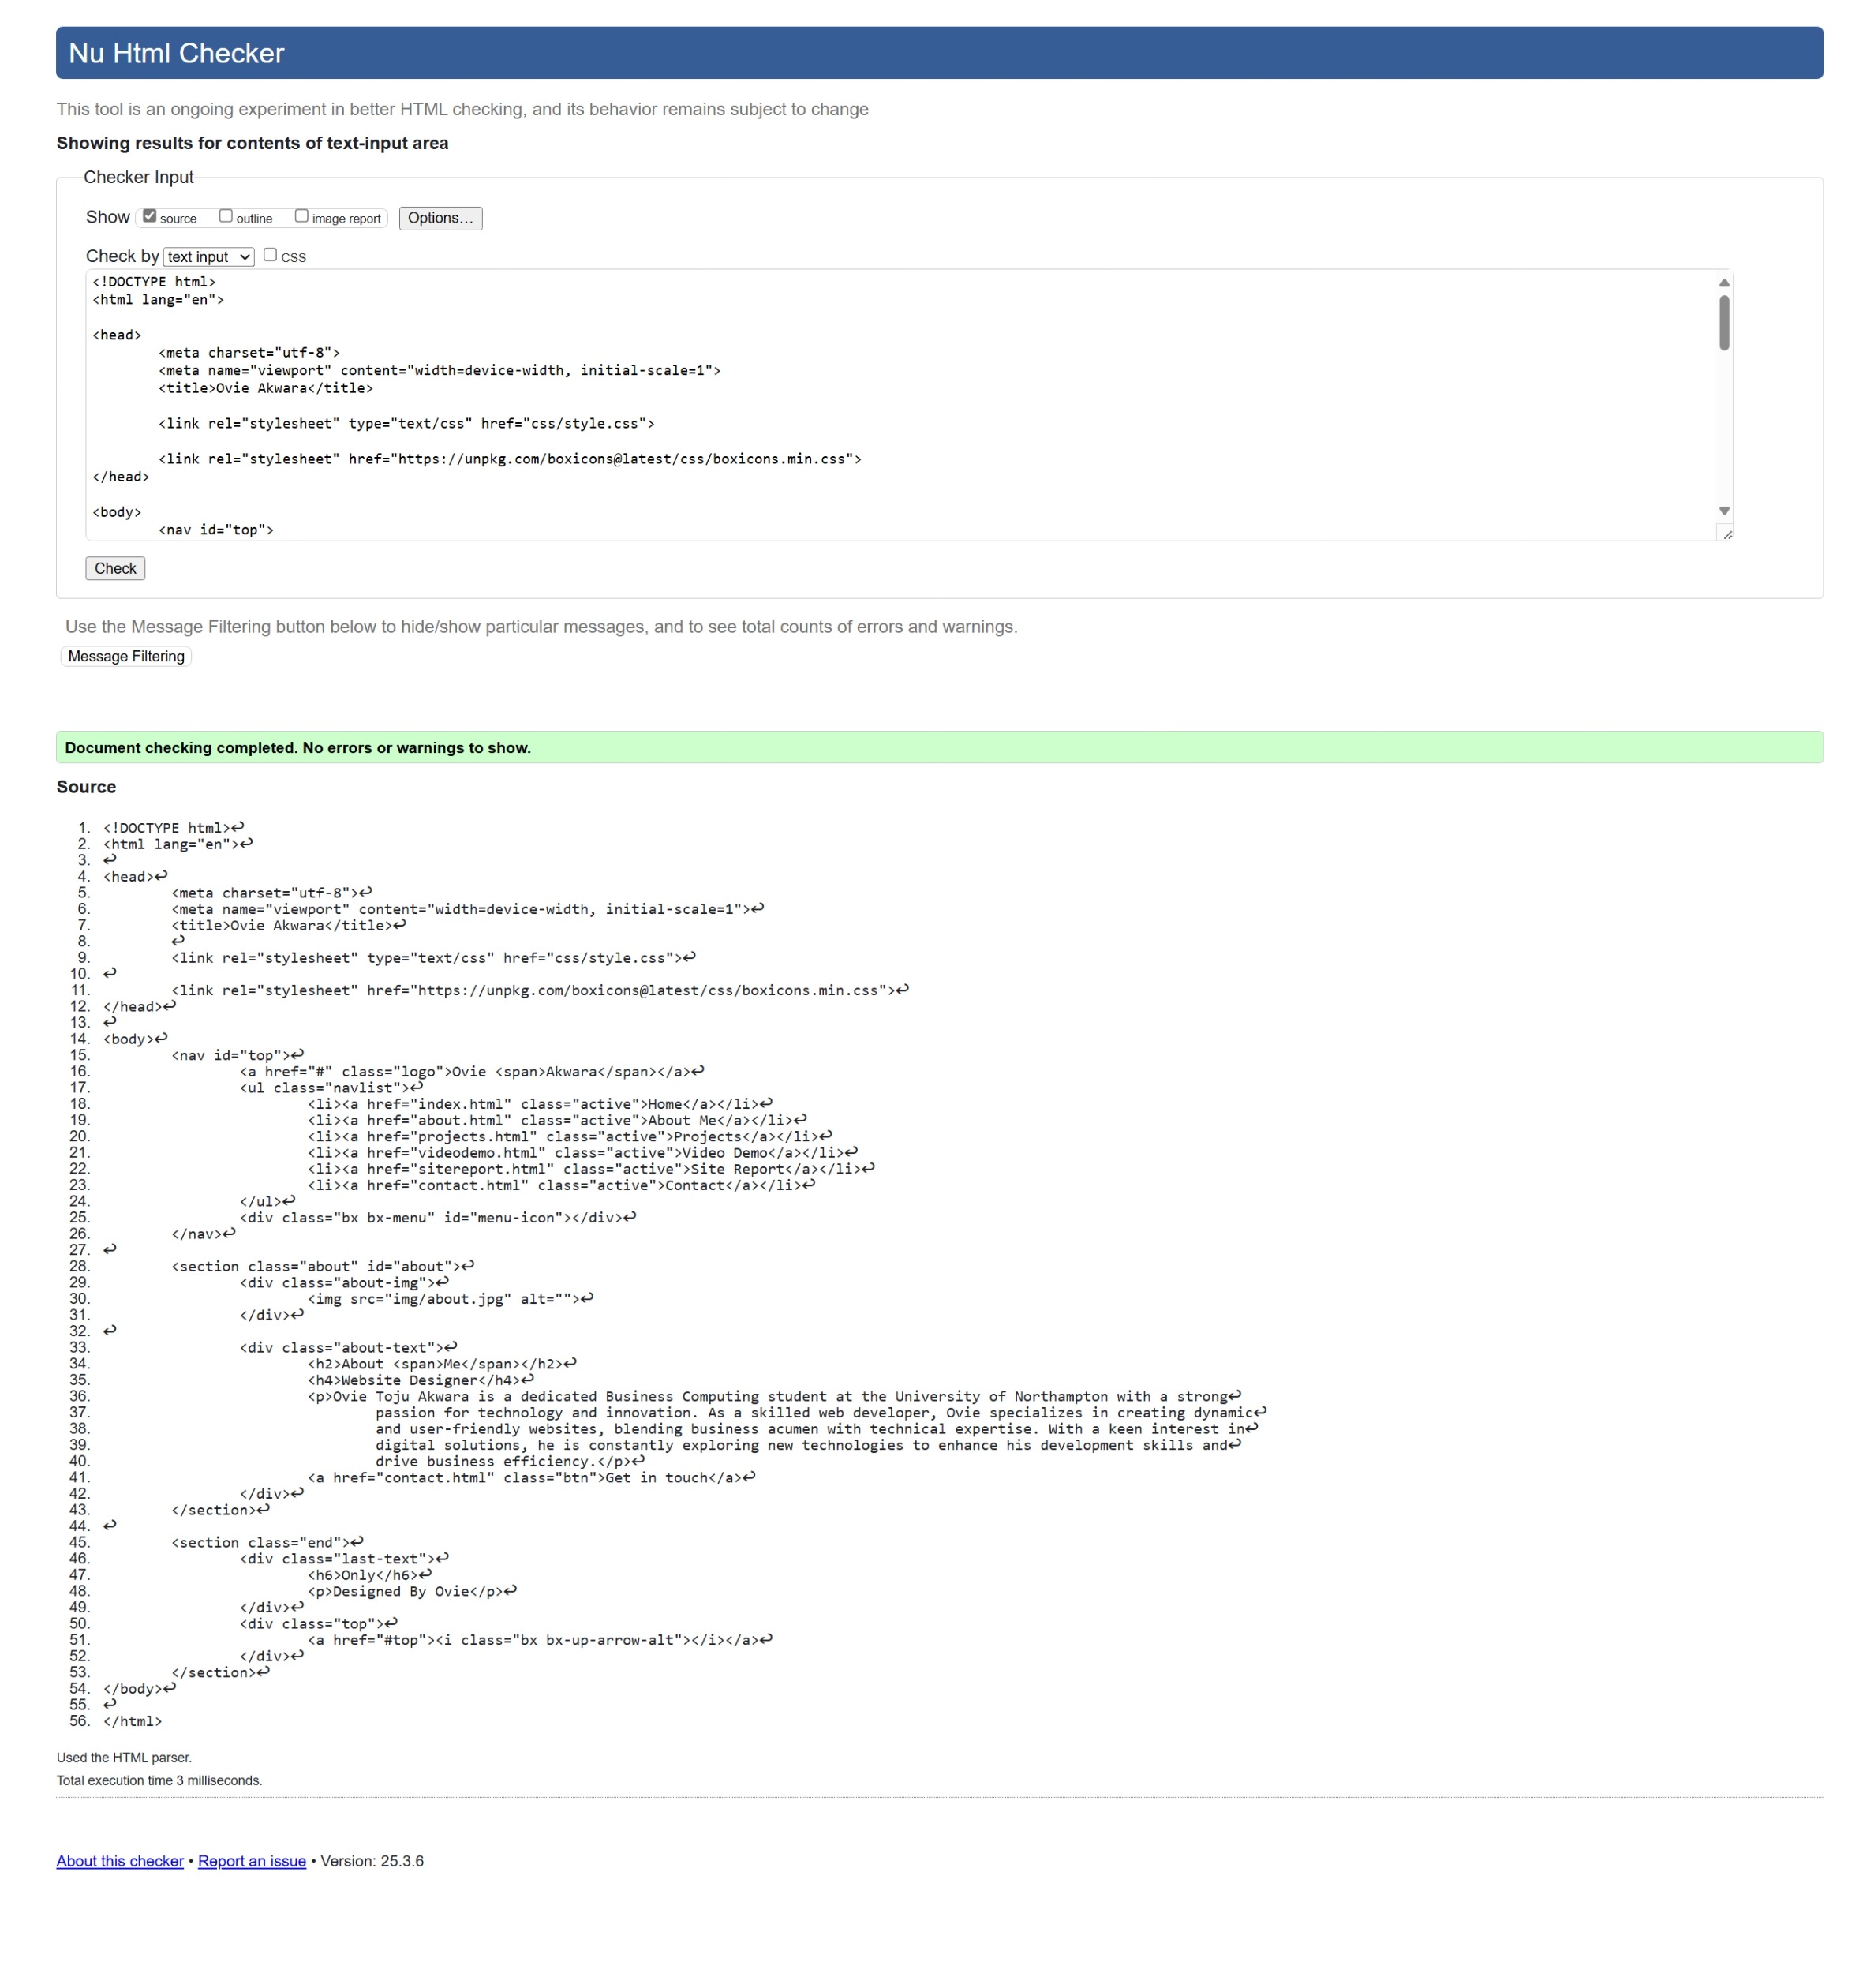 Nu Html Checker
This tool is an ongoing experiment in better HTML checking, and its behavior remains subject to change
Showing results for contents of text-input area
Checker Input
Show source outline image report Options...
Check by text input css
<!DOCTYPE html>
<html lang="en">
<head>
<meta charset="utf-8">
<meta name="viewport" content="width=device-width, initial-scale=1">
<title>Ovie Akwara</title>
<link rel="stylesheet" type="text/css" href="css/style.css">
<link rel="stylesheet" href="https://unpkg.com/boxicons@latest/css/boxicons.min.css">
</head>
<body>
<nav id="top">
Check
Use the Message Filtering button below to hide/show particular messages, and to see total counts of errors and warnings.
Message Filtering
Document checking completed. No errors or warnings to show.
Source
1. <!DOCTYPE html>↩
2. <html lang="en">↩
3. ↩
4. <head>↩
5. <meta charset="utf-8">↩
6. <meta name="viewport" content="width=device-width, initial-scale=1">↩
7. <title>Ovie Akwara</title>↩
8. ↩
9. <link rel="stylesheet" type="text/css" href="css/style.css">↩
10. ↩
11. <link rel="stylesheet" href="https://unpkg.com/boxicons@latest/css/boxicons.min.css">↩
12. </head>↩
13. ↩
14. <body>↩
15. <nav id="top">↩
16. <a href="#" class="logo">Ovie <span>Akwara</span></a>↩
17. <ul class="navlist">↩
18. <li><a href="index.html" class="active">Home</a></li>↩
19. <li><a href="about.html" class="active">About Me</a></li>↩
20. <li><a href="projects.html" class="active">Projects</a></li>↩
21. <li><a href="videodemo.html" class="active">Video Demo</a></li>↩
22. <li><a href="sitereport.html" class="active">Site Report</a></li>↩
23. <li><a href="contact.html" class="active">Contact</a></li>↩
24. </ul>↩
25. <div class="bx bx-menu" id="menu-icon"></div>↩
26. </nav>↩
27. ↩
28. <section class="about" id="about">↩
29. <div class="about-img">↩
30. <img src="img/about.jpg" alt="">↩
31. </div>↩
32. ↩
33. <div class="about-text">↩
34. <h2>About <span>Me</span></h2>↩
35. <h4>Website Designer</h4>↩
36. <p>Ovie Toju Akwara is a dedicated Business Computing student at the University of Northampton with a strong↩
37. passion for technology and innovation. As a skilled web developer, Ovie specializes in creating dynamic↩
38. and user-friendly websites, blending business acumen with technical expertise. With a keen interest in↩
39. digital solutions, he is constantly exploring new technologies to enhance his development skills and↩
40. drive business efficiency.</p>↩
41. <a href="contact.html" class="btn">Get in touch</a>↩
42. </div>↩
43. </section>↩
44. ↩
45. <section class="end">↩
46. <div class="last-text">↩
47. <h6>Only</h6>↩
48. <p>Designed By Ovie</p>↩
49. </div>↩
50. <div class="top">↩
51. <a href="#top"><i class="bx bx-up-arrow-alt"></i></a>↩
52. </div>↩
53. </section>↩
54. </body>↩
55. ↩
56. </html>
Used the HTML parser.
Total execution time 3 milliseconds.
About this checker • Report an issue • Version: 25.3.6